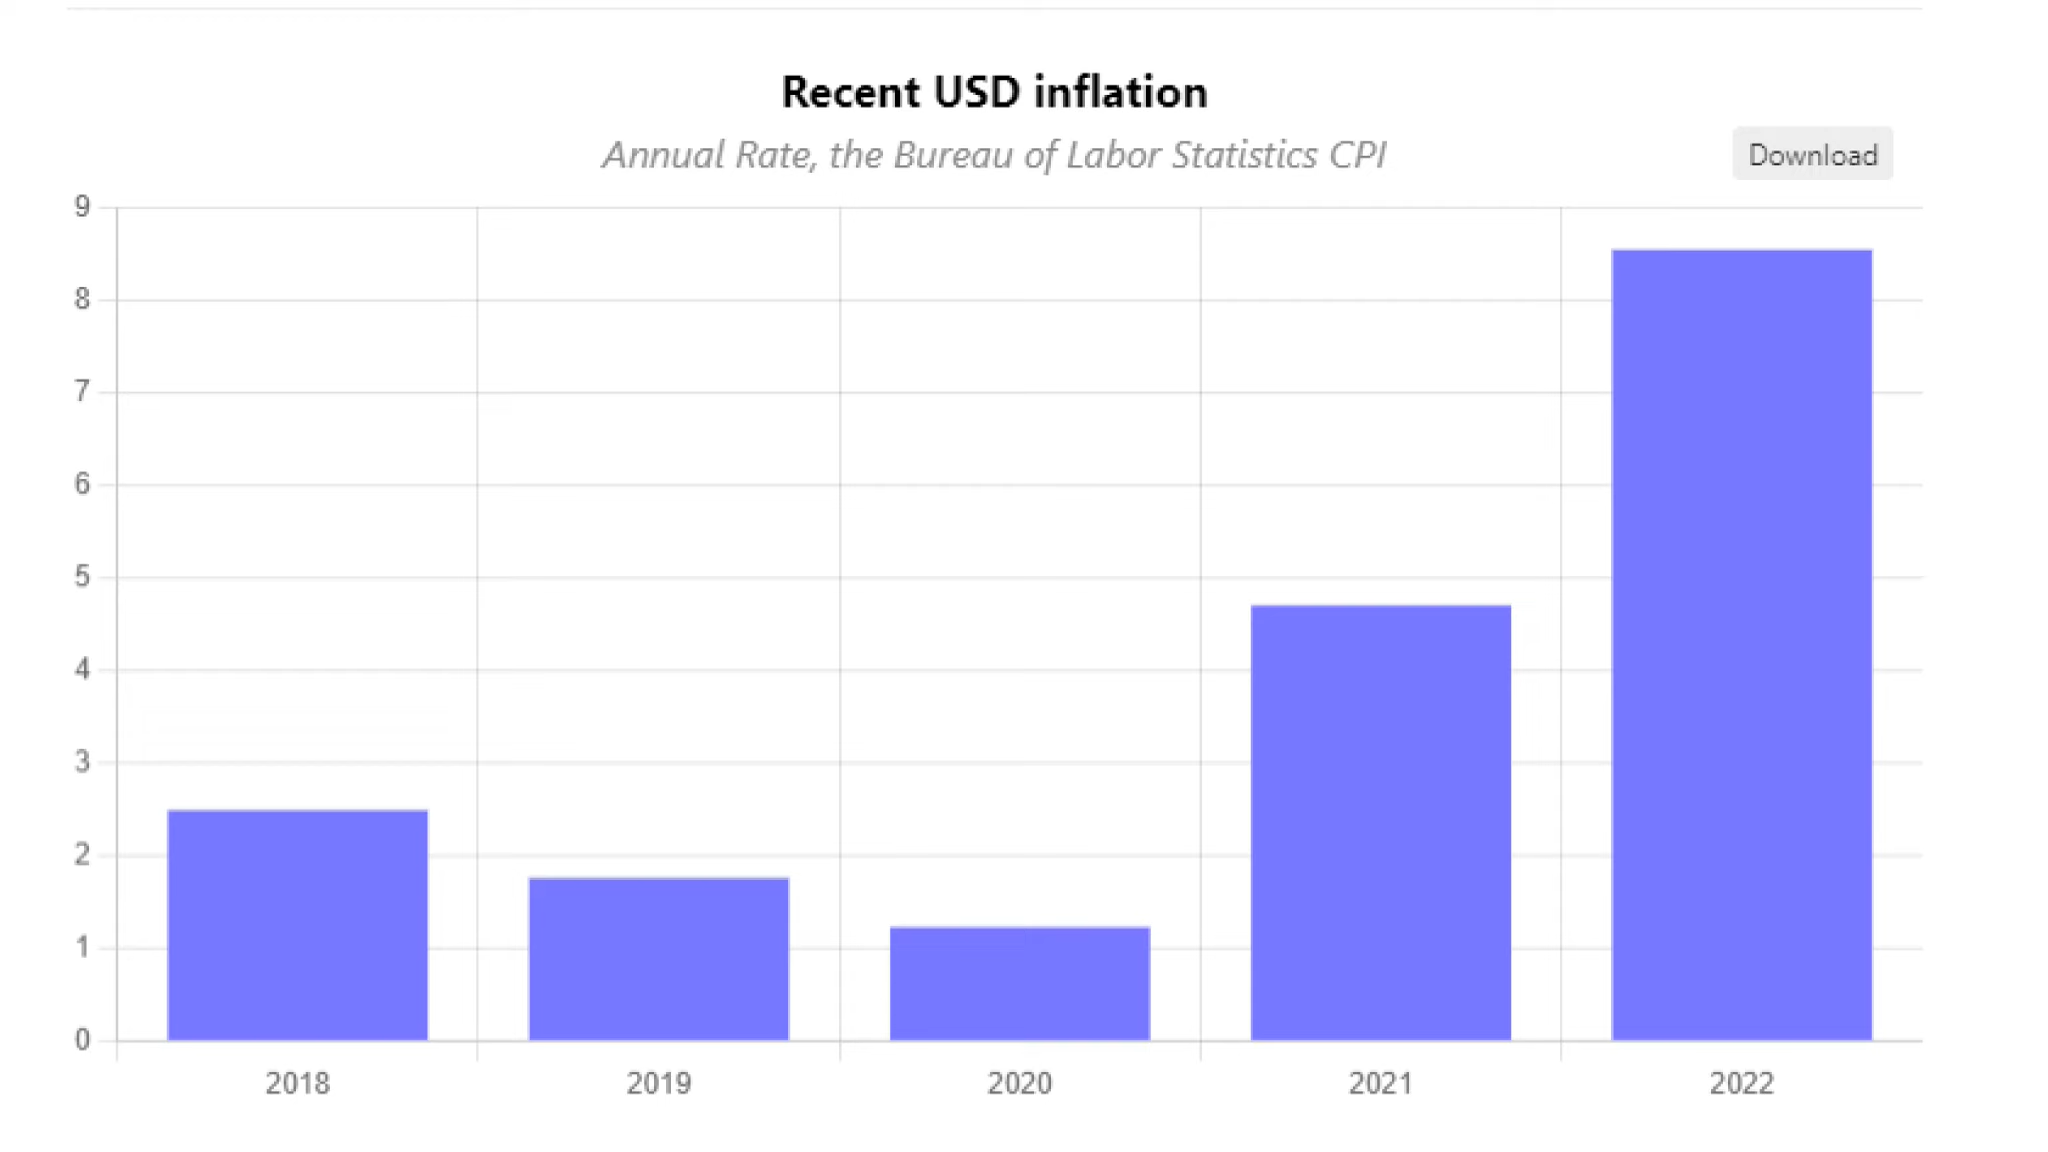 Recent USD inflation
Annual Rate, the Bureau of Labor Statistics CPI
Download
9
8
7
6
5
4
3
2
1
0
2018 2019 2020 2021 2022